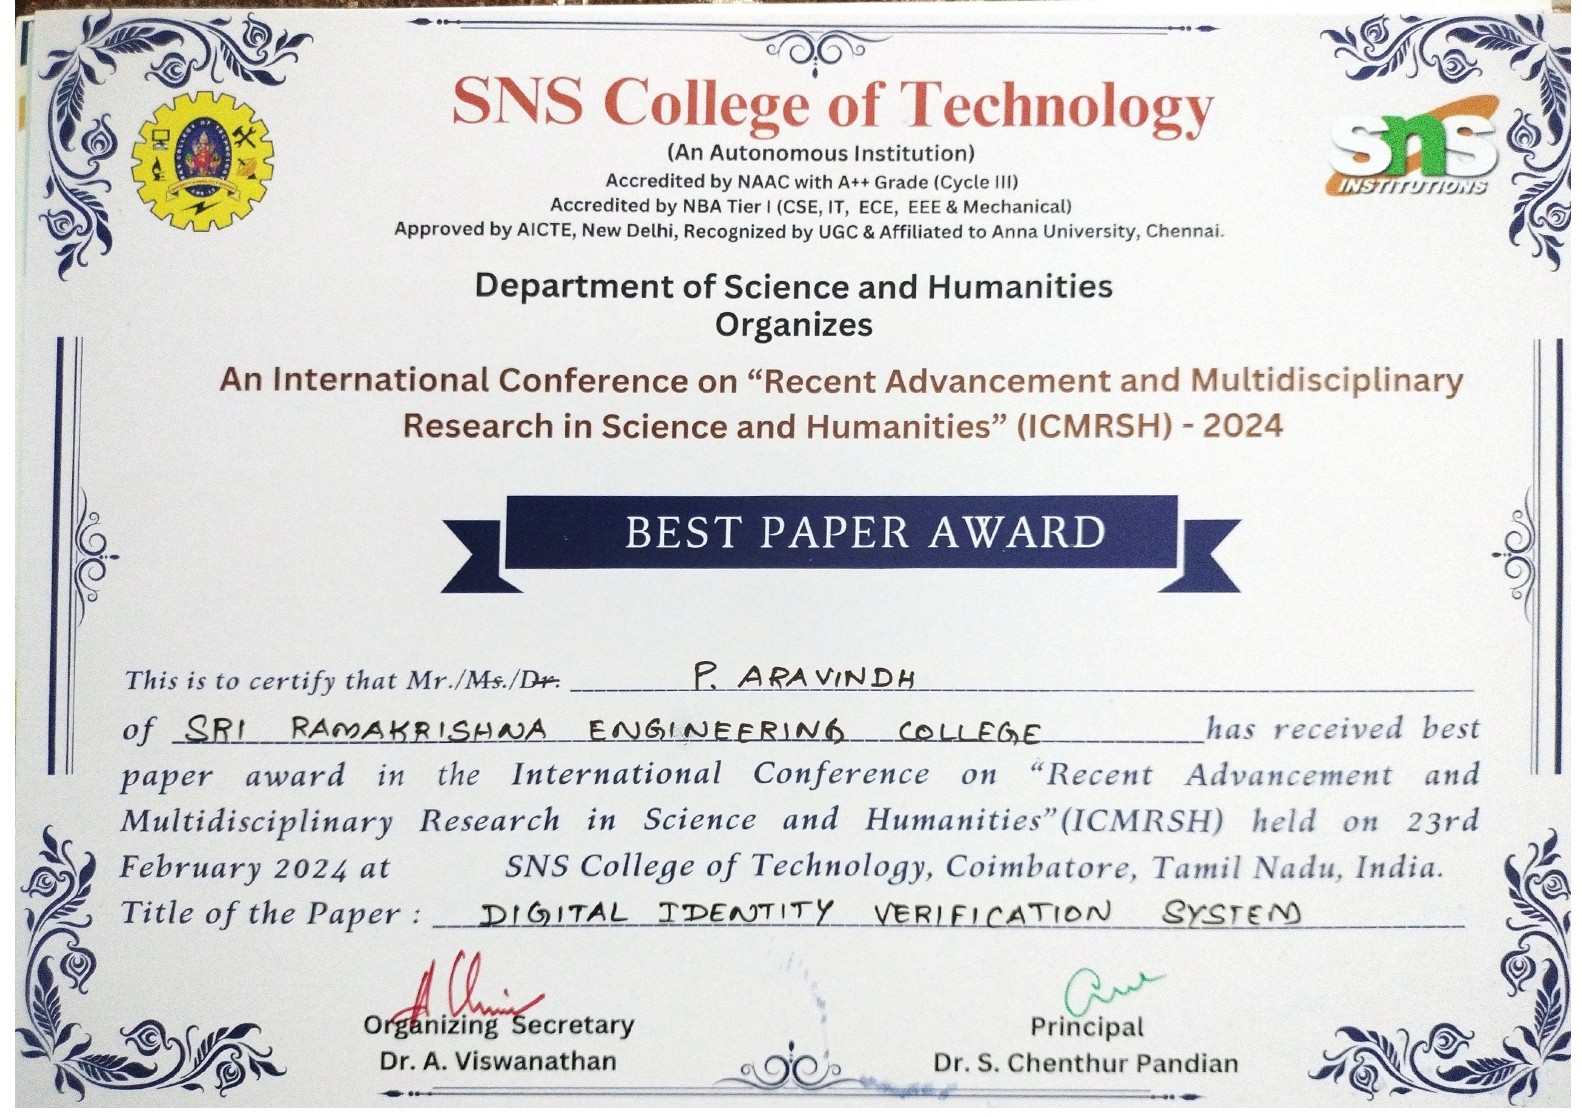 SNS College of Technology
(An Autonomous Institution)
Accredited by NAAC with A++ Grade (Cycle III)
Accredited by NBA Tier I (CSE, IT, ECE, EEE & Mechanical)
Approved by AICTE, New Delhi, Recognized by UGC & Affiliated to Anna University, Chennai.
sns
INSTITUTIONS
Department of Science and Humanities
Organizes
An International Conference on “Recent Advancement and Multidisciplinary
Research in Science and Humanities” (ICMRSH) - 2024
BEST PAPER AWARD
This is to certify that Mr./Ms./Dr. P. ARAVINDH
of SRI RAMAKRISHNA ENGINEERING COLLEGE has received best
paper award in the International Conference on “Recent Advancement and
Multidisciplinary Research in Science and Humanities”(ICMRSH) held on 23rd
February 2024 at SNS College of Technology, Coimbatore, Tamil Nadu, India.
Title of the Paper : DIGITAL IDENTITY VERIFICATION SYSTEM
Organizing Secretary
Dr. A. Viswanathan
Principal
Dr. S. Chenthur Pandian